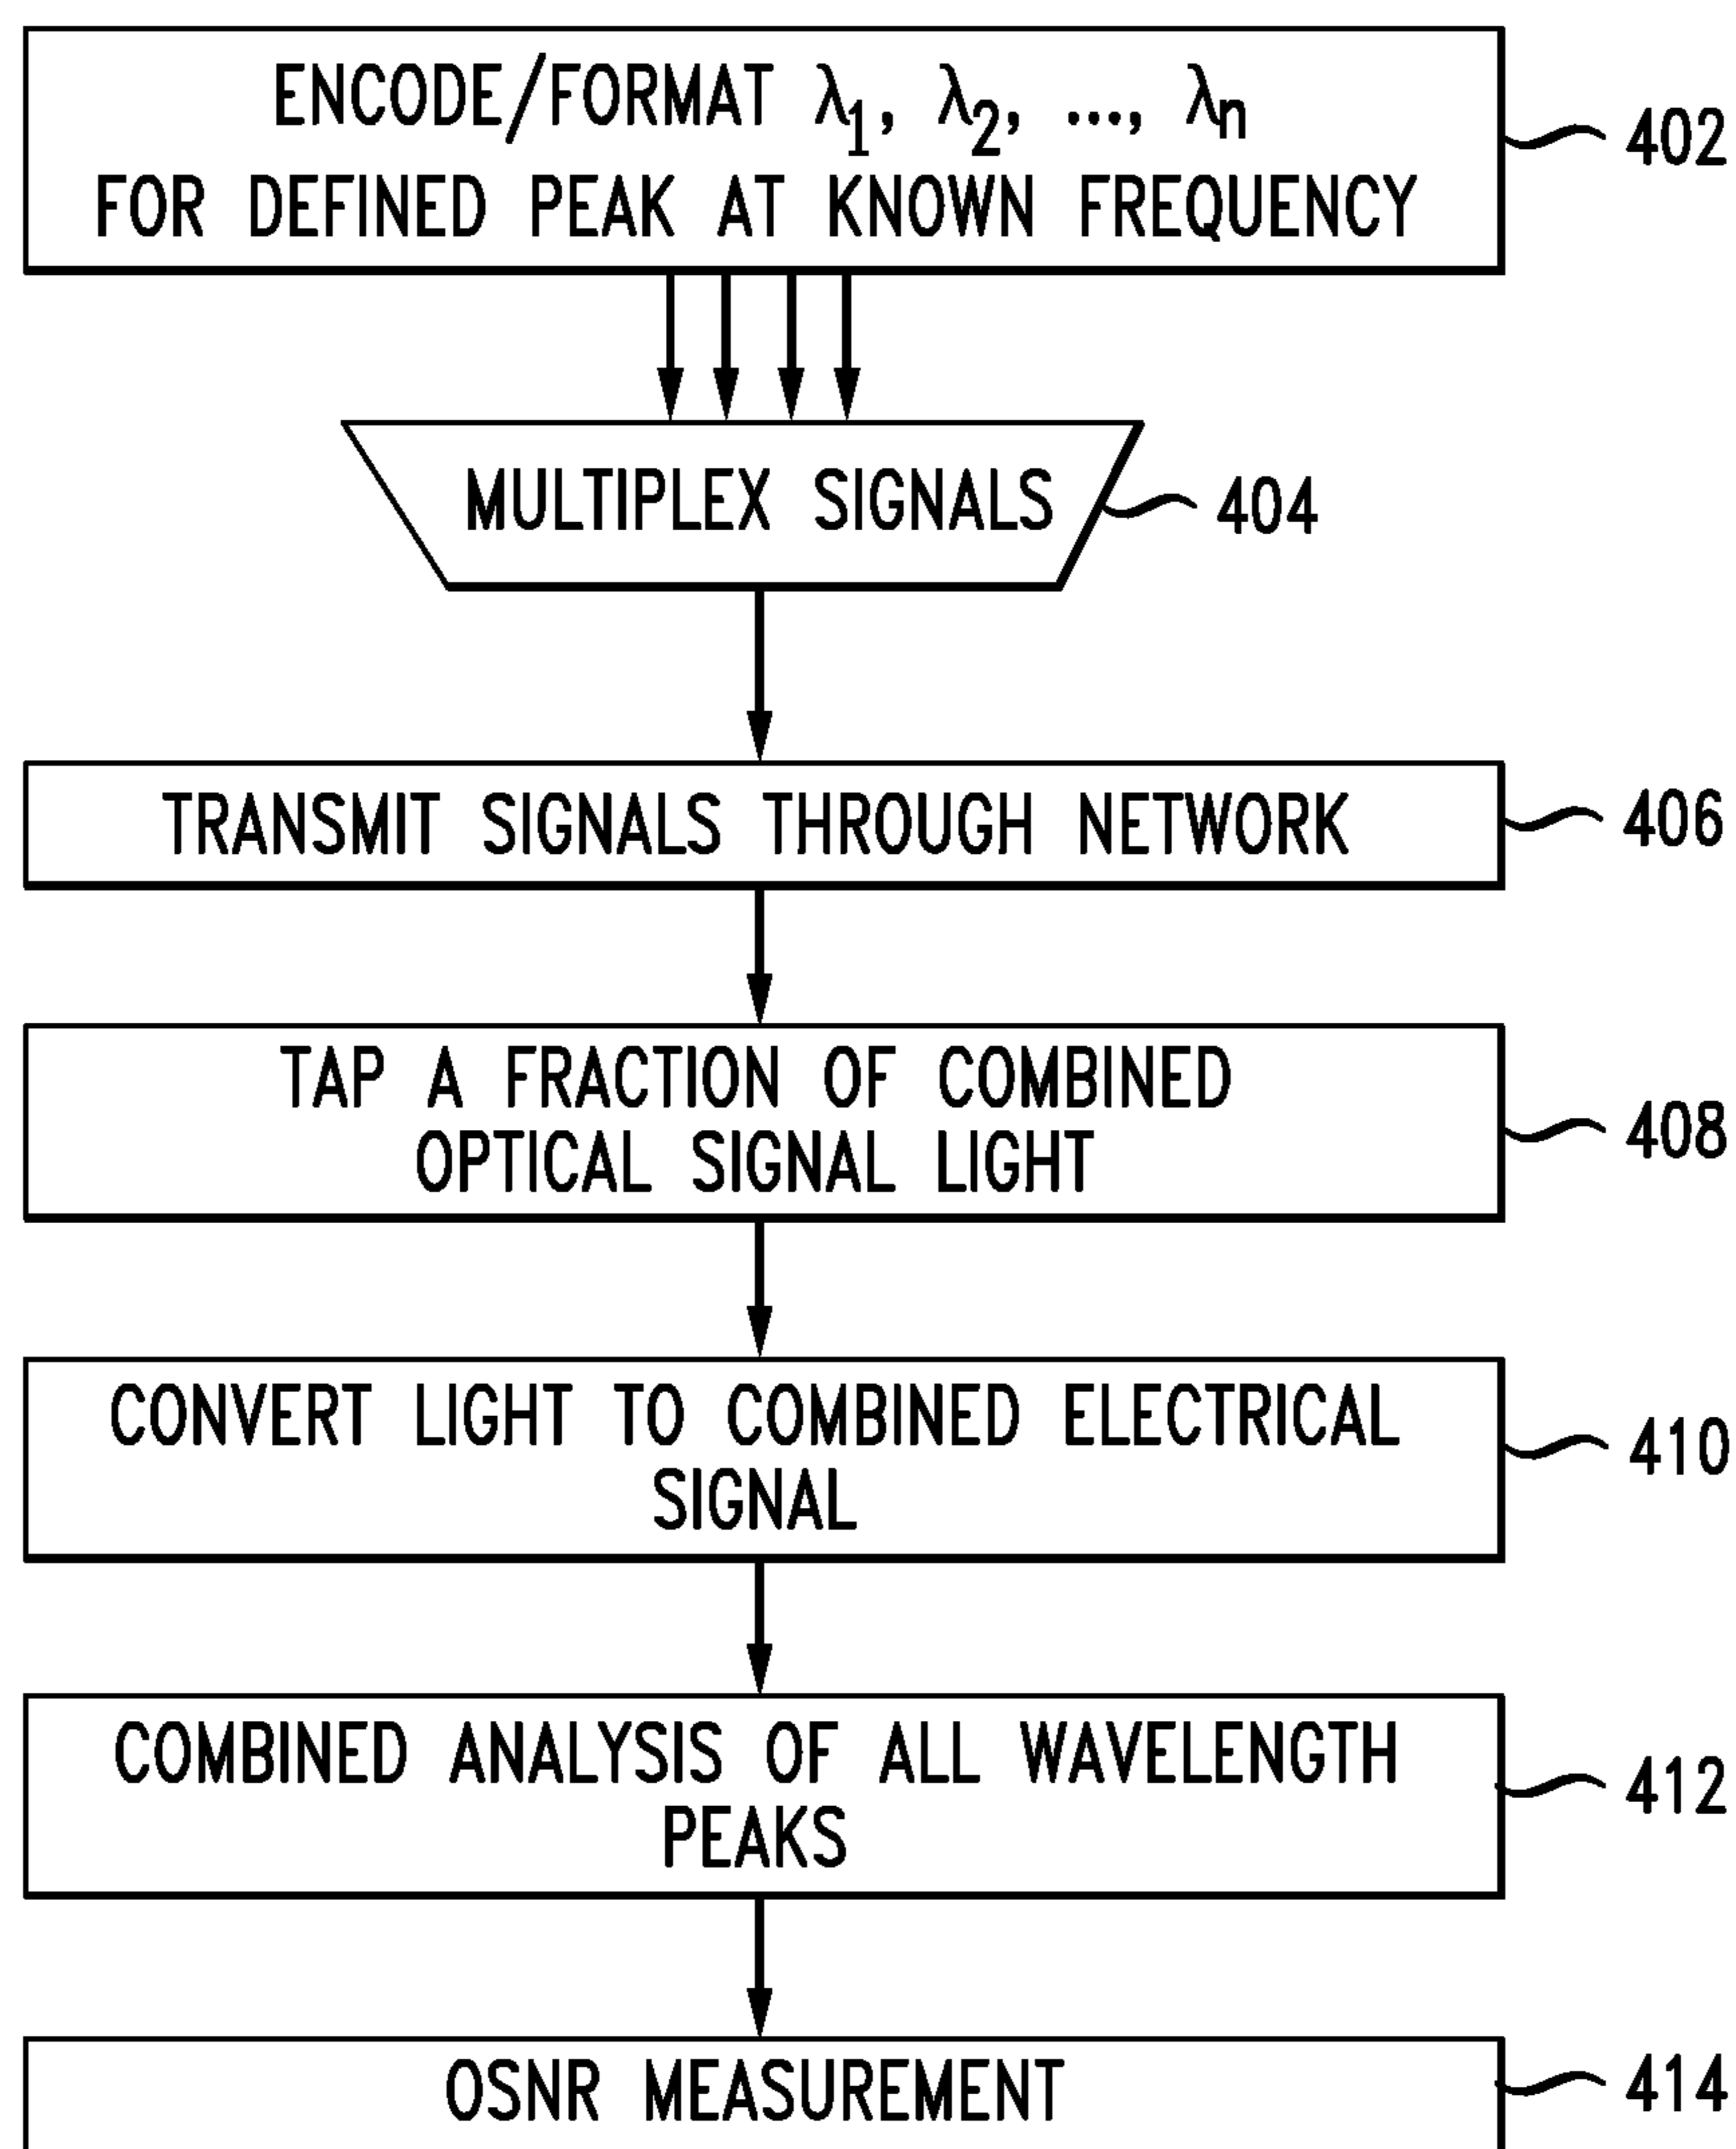 ENCODE/FORMAT λ1, λ2, ..., λn
FOR DEFINED PEAK AT KNOWN FREQUENCY
402
MULTIPLEX SIGNALS
404
TRANSMIT SIGNALS THROUGH NETWORK
406
TAP A FRACTION OF COMBINED
OPTICAL SIGNAL LIGHT
408
CONVERT LIGHT TO COMBINED ELECTRICAL
SIGNAL
410
COMBINED ANALYSIS OF ALL WAVELENGTH
PEAKS
412
OSNR MEASUREMENT
414